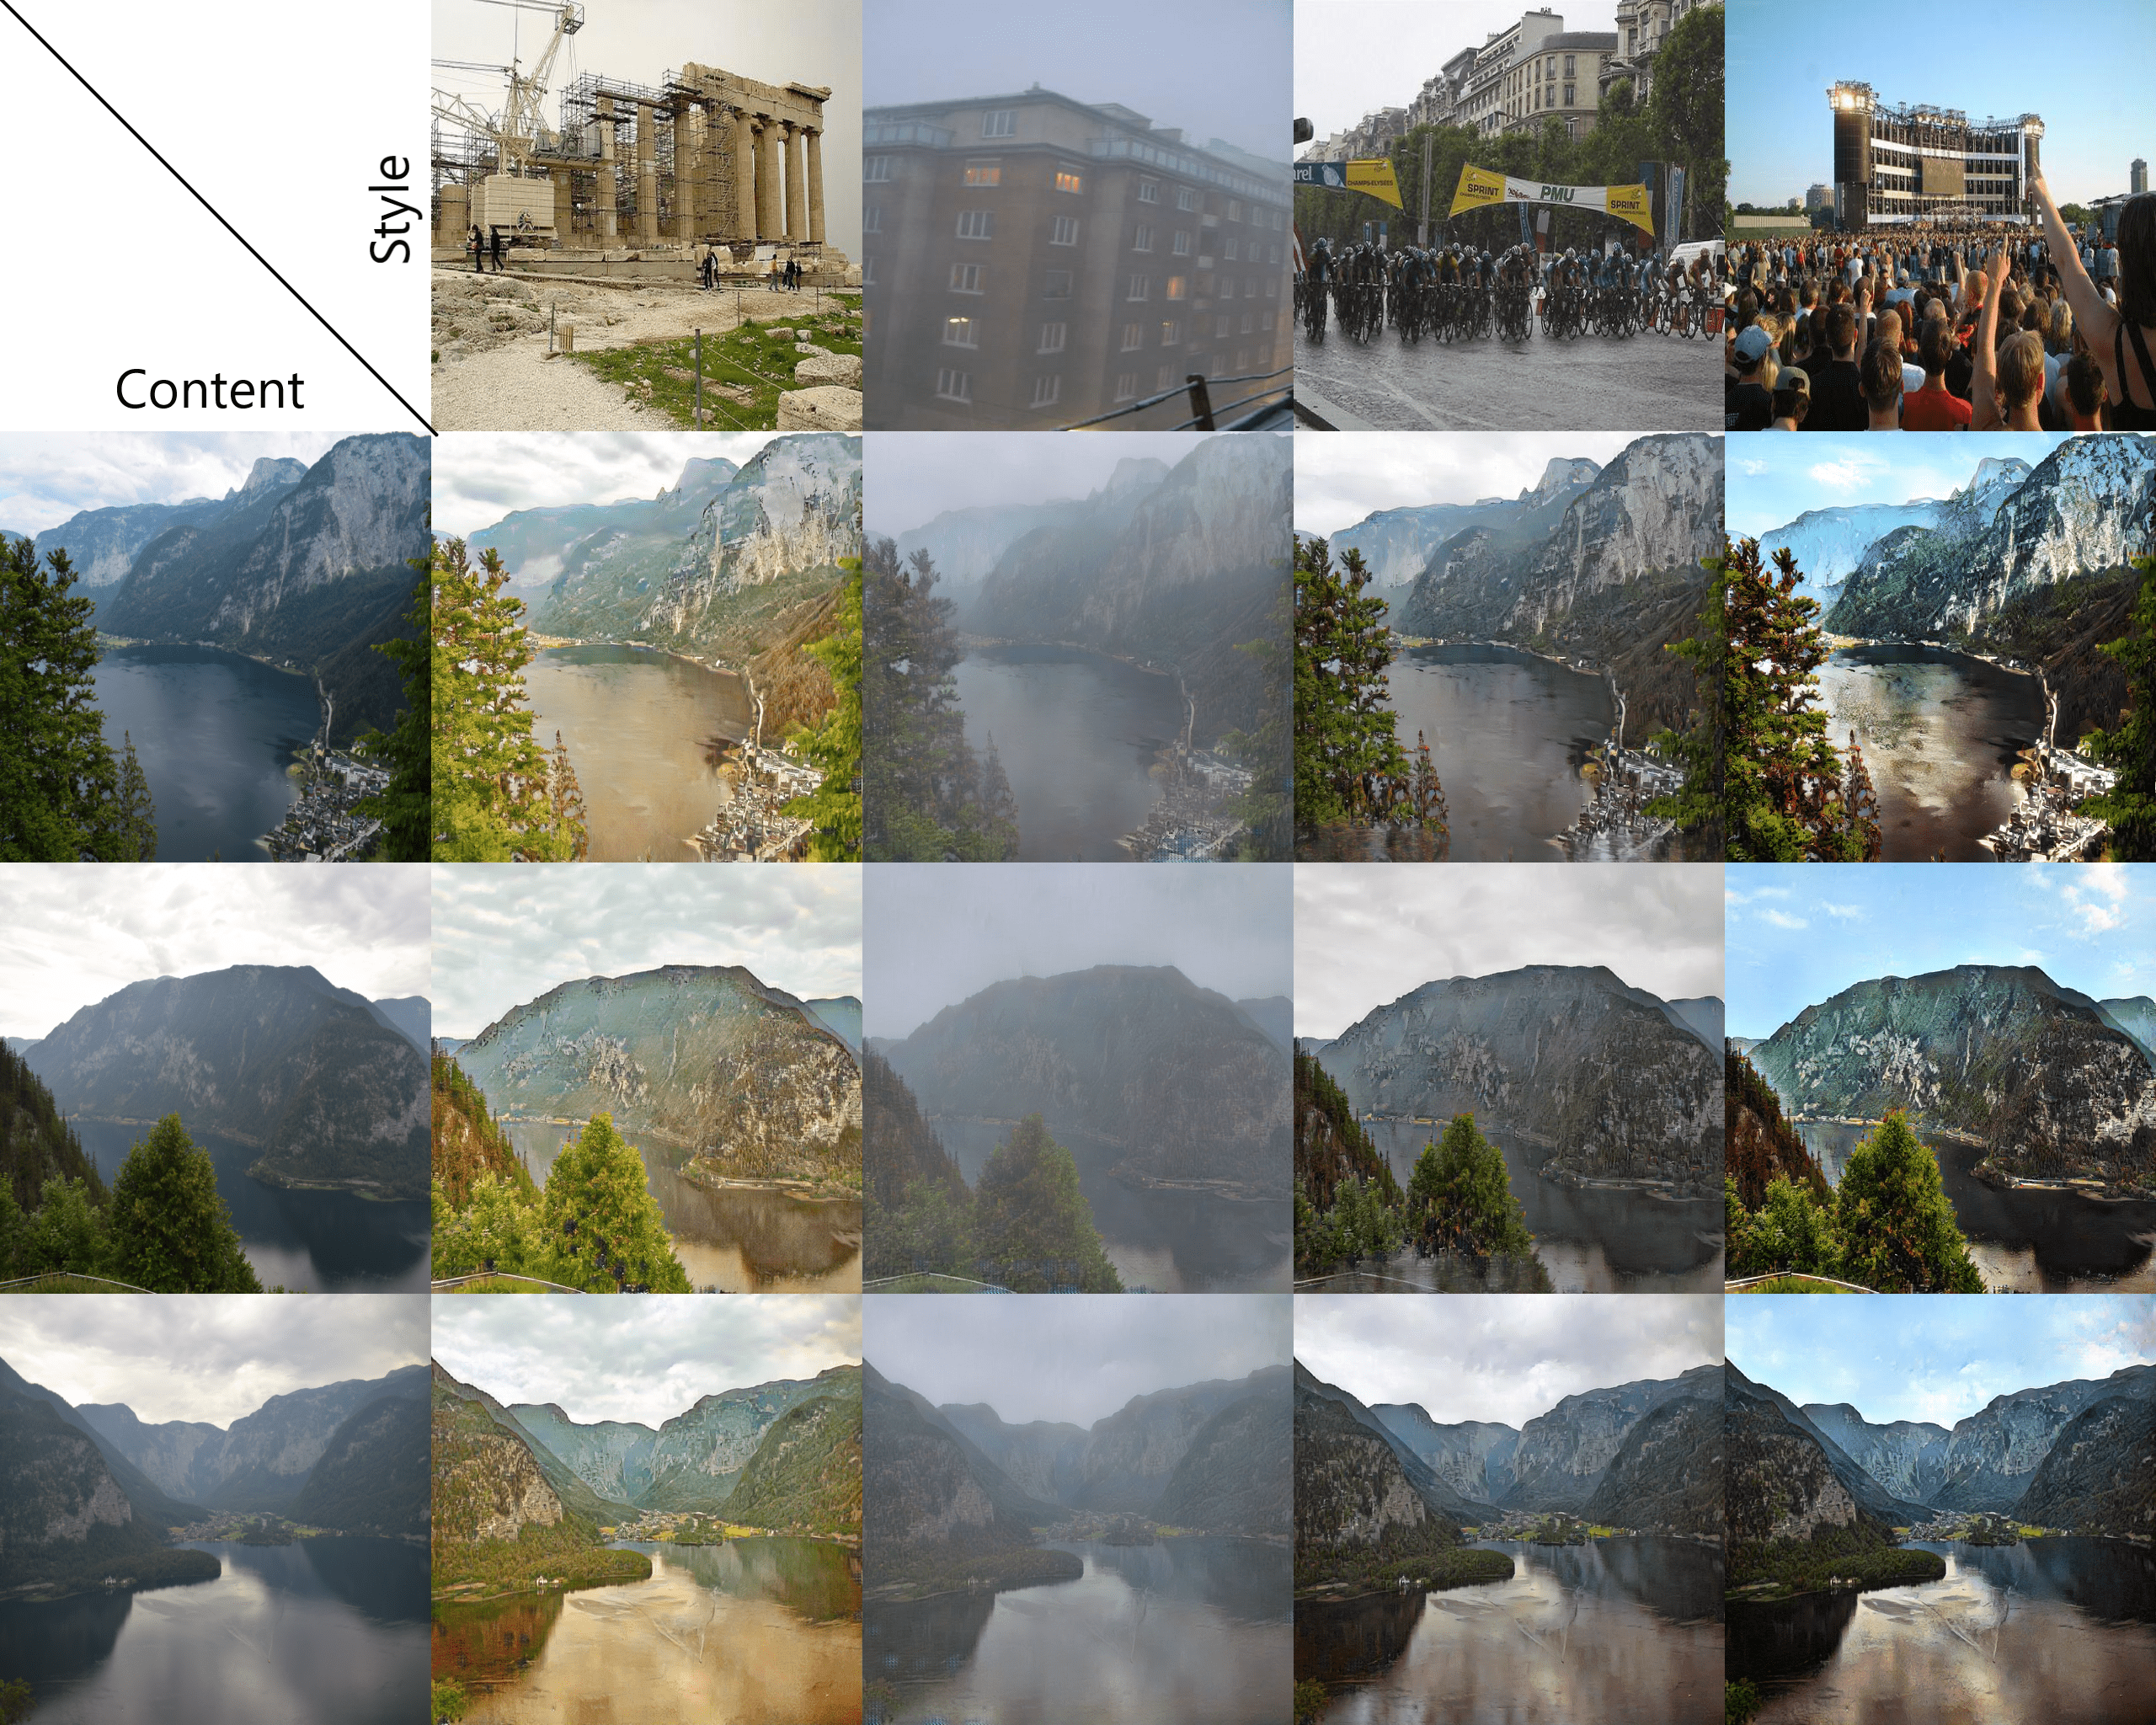 Style
Content
arel
CHAMPS-ELYSEES
SPRINT
PMU
SPRINT